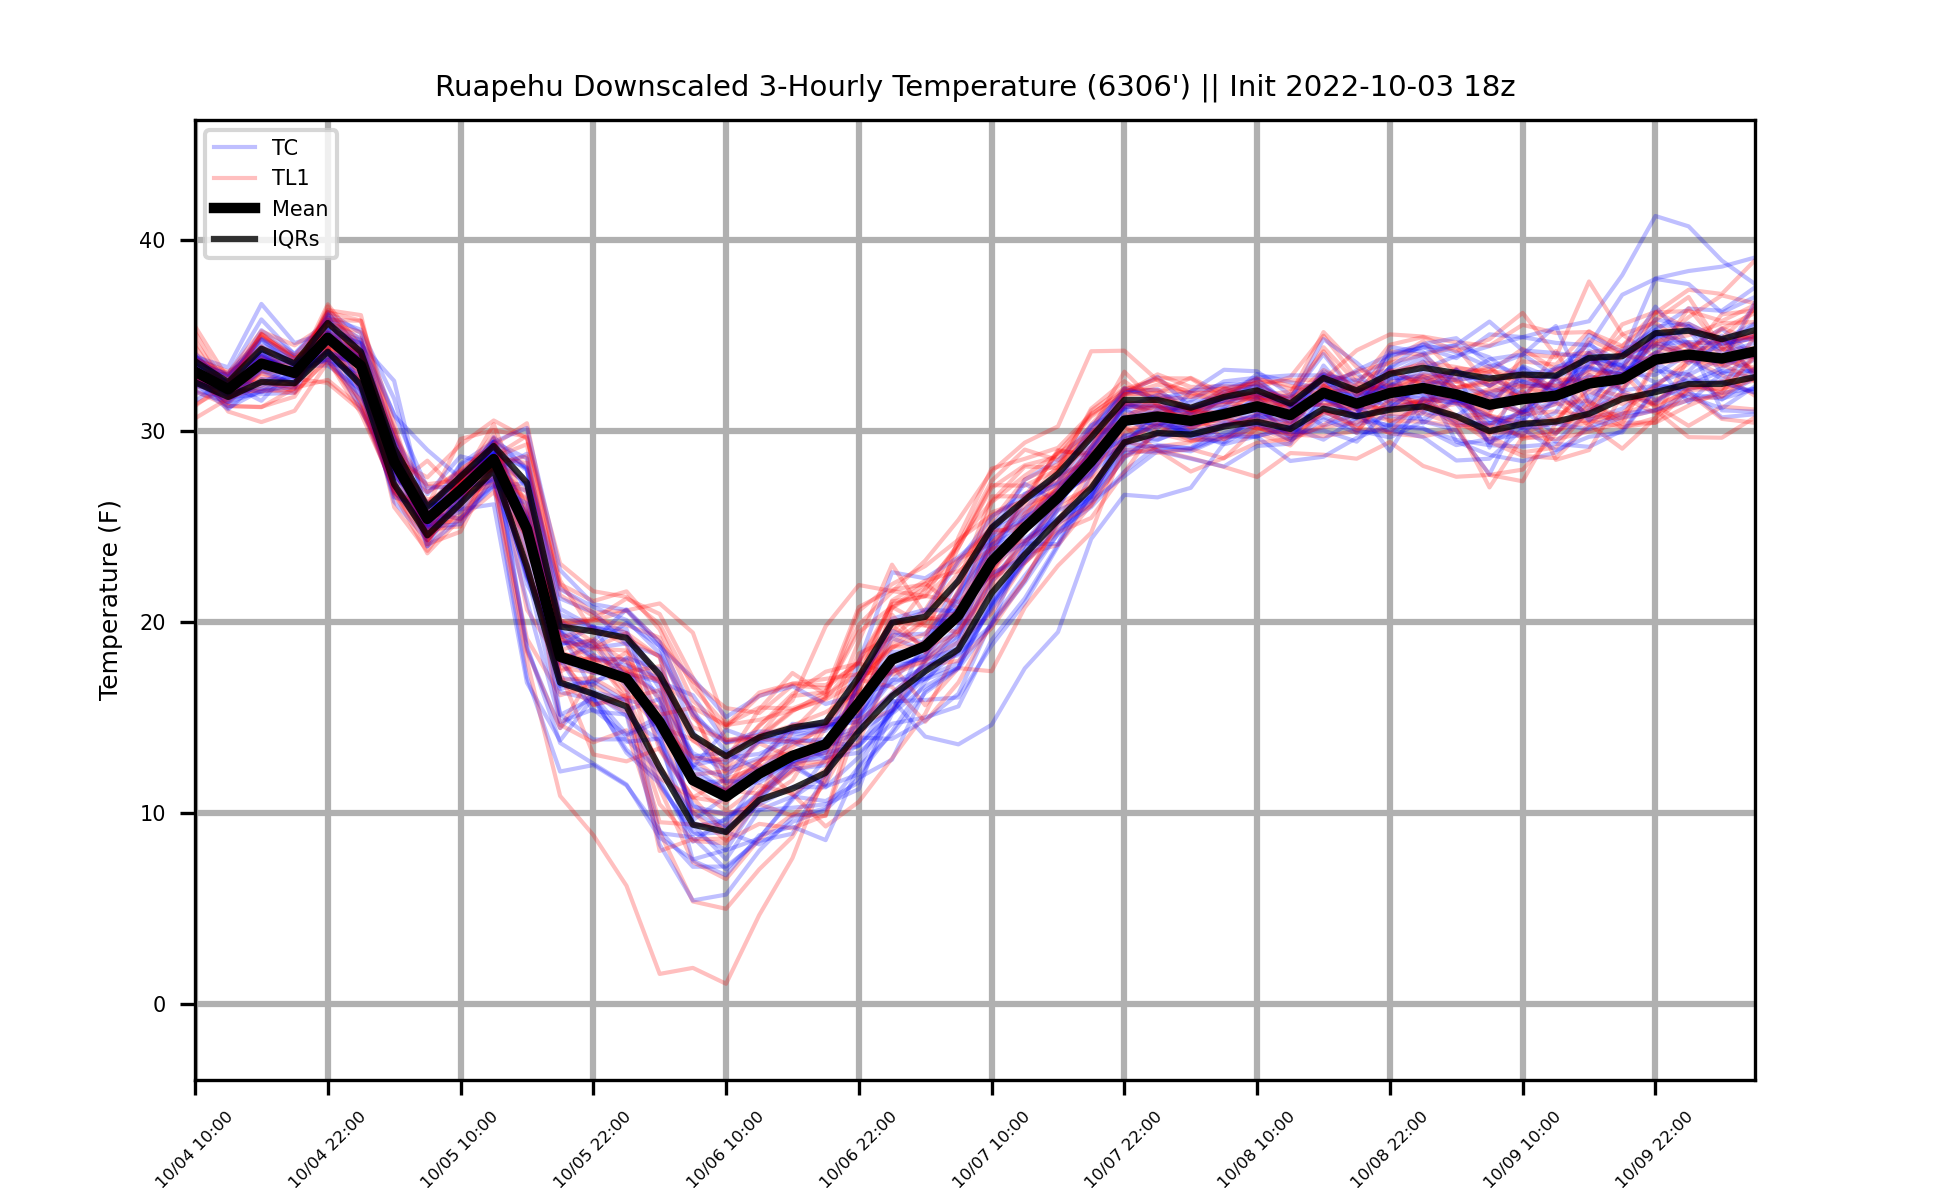 Ruapehu Downscaled 3-Hourly Temperature (6306') || Init 2022-10-03 18z
TC
TL1
Mean
IQRs
Temperature (F)
40
30
20
10
0
10/04 10:00
10/04 22:00
10/05 10:00
10/05 22:00
10/06 10:00
10/06 22:00
10/07 10:00
10/07 22:00
10/08 10:00
10/08 22:00
10/09 10:00
10/09 22:00